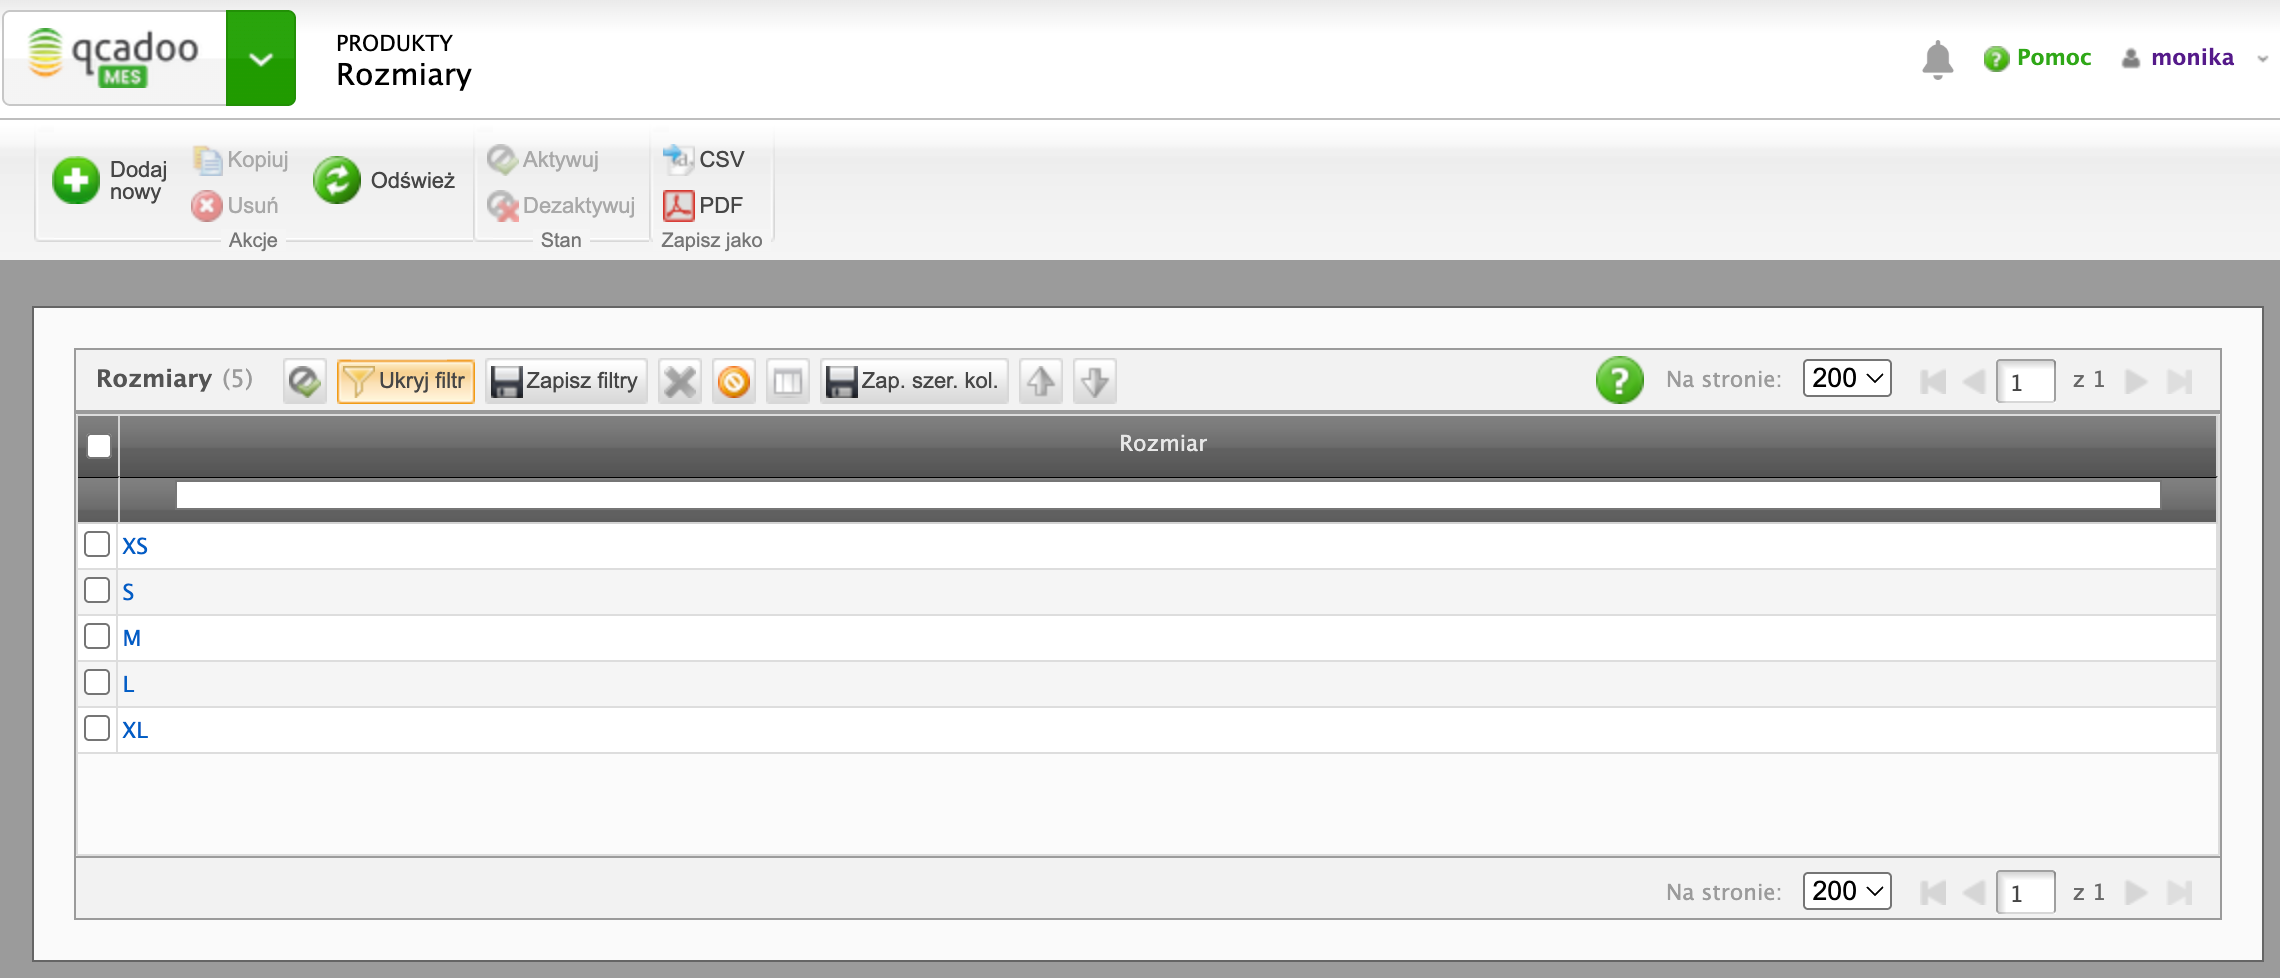 qcadoo
MES
PRODUKTY
Rozmiary
Pomoc
monika
Dodaj nowy
Kopiuj
Usuń
Odśwież
Akcje
Aktywuj
Dezaktywuj
Stan
CSV
PDF
Zapisz jako
Rozmiary (5)
Ukryj filtr
Zapisz filtry
Zap. szer. kol.
Na stronie: 200
1 z 1
Rozmiar
XS
S
M
L
XL
Na stronie: 200
1 z 1